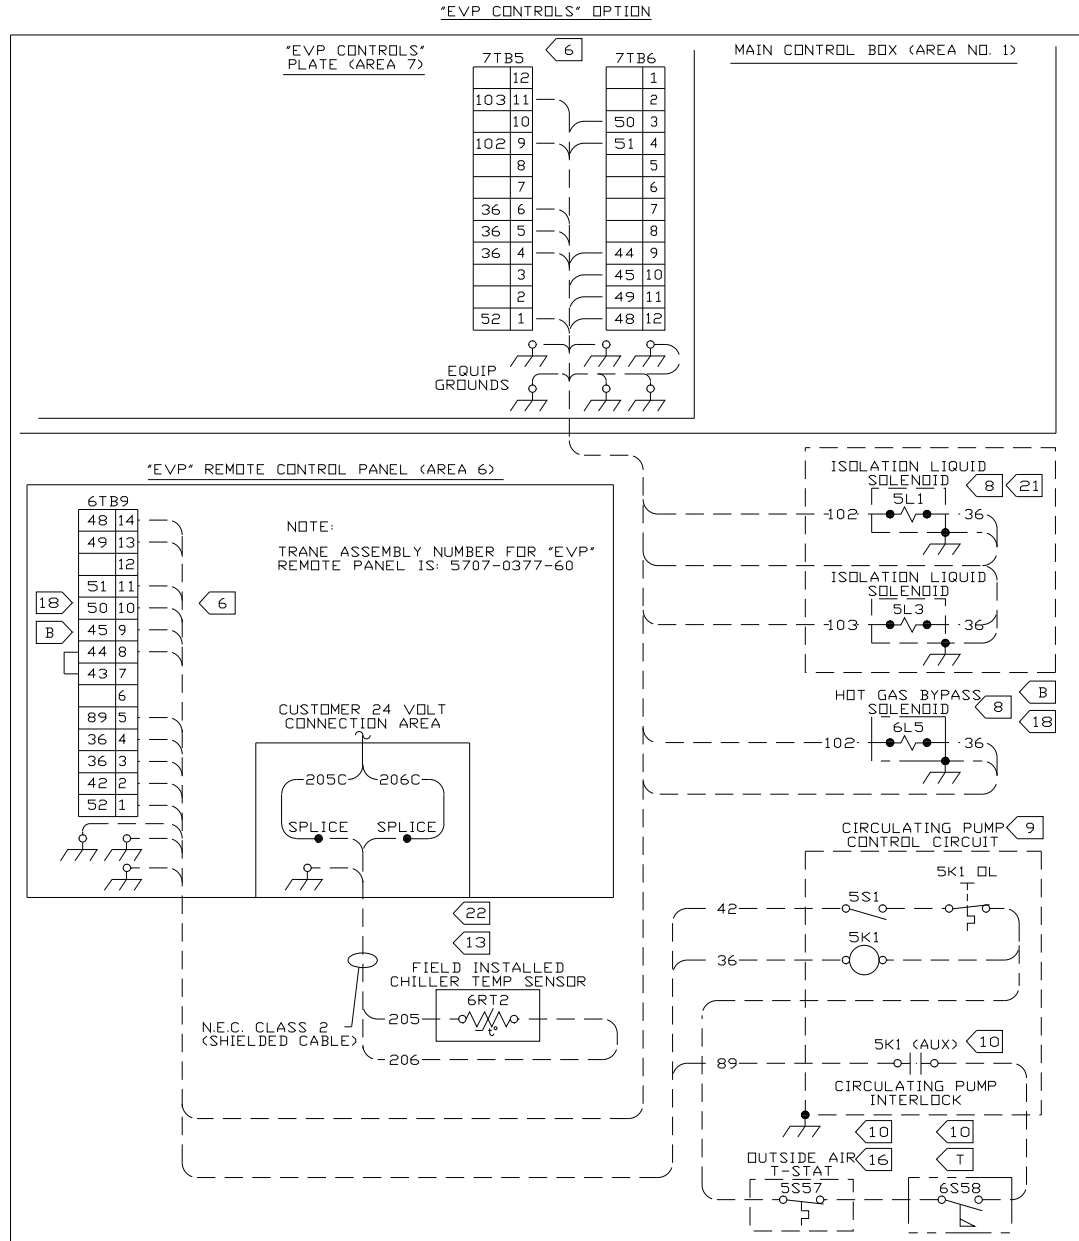 "EVP CONTROLS" OPTION
"EVP CONTROLS"
PLATE (AREA 7)
6
MAIN CONTROL BOX (AREA NO. 1)
7TB5
12
103 11
10
102 9
8
7
36 6
36 5
36 4
3
2
52 1
7TB6
1
2
50 3
51 4
5
6
7
8
44 9
45 10
49 11
48 12
EQUIP
GROUNDS
"EVP" REMOTE CONTROL PANEL (AREA 6)
6TB9
48 14
49 13
12
51 11
50 10
45 9
44 8
43 7
6
89 5
36 4
36 3
42 2
52 1
18
B
6
NOTE:
TRANE ASSEMBLY NUMBER FOR "EVP"
REMOTE PANEL IS: 5707-0377-60
CUSTOMER 24 VOLT
CONNECTION AREA
205C 206C
SPLICE SPLICE
22
13
FIELD INSTALLED
CHILLER TEMP SENSOR
6RT2
t°
205
206
N.E.C. CLASS 2
(SHIELDED CABLE)
ISOLATION LIQUID
SOLENOID
8 21
5L1
102 36
ISOLATION LIQUID
SOLENOID
5L3
103 36
HOT GAS BYPASS
SOLENOID
8
B
18
6L5
102 36
CIRCULATING PUMP
CONTROL CIRCUIT
9
5K1 OL
42
5S1
36
5K1
89
5K1 (AUX)
10
CIRCULATING PUMP
INTERLOCK
10
10
OUTSIDE AIR
T-STAT
16
T
5S57
6S58